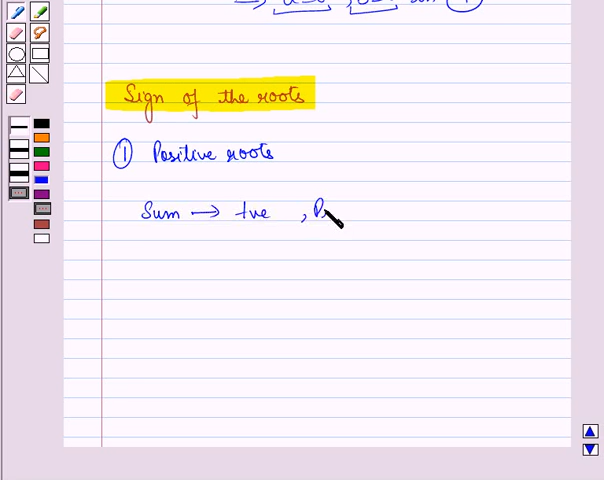 Sign of the roots
① Positive roots
Sum → +ve , P